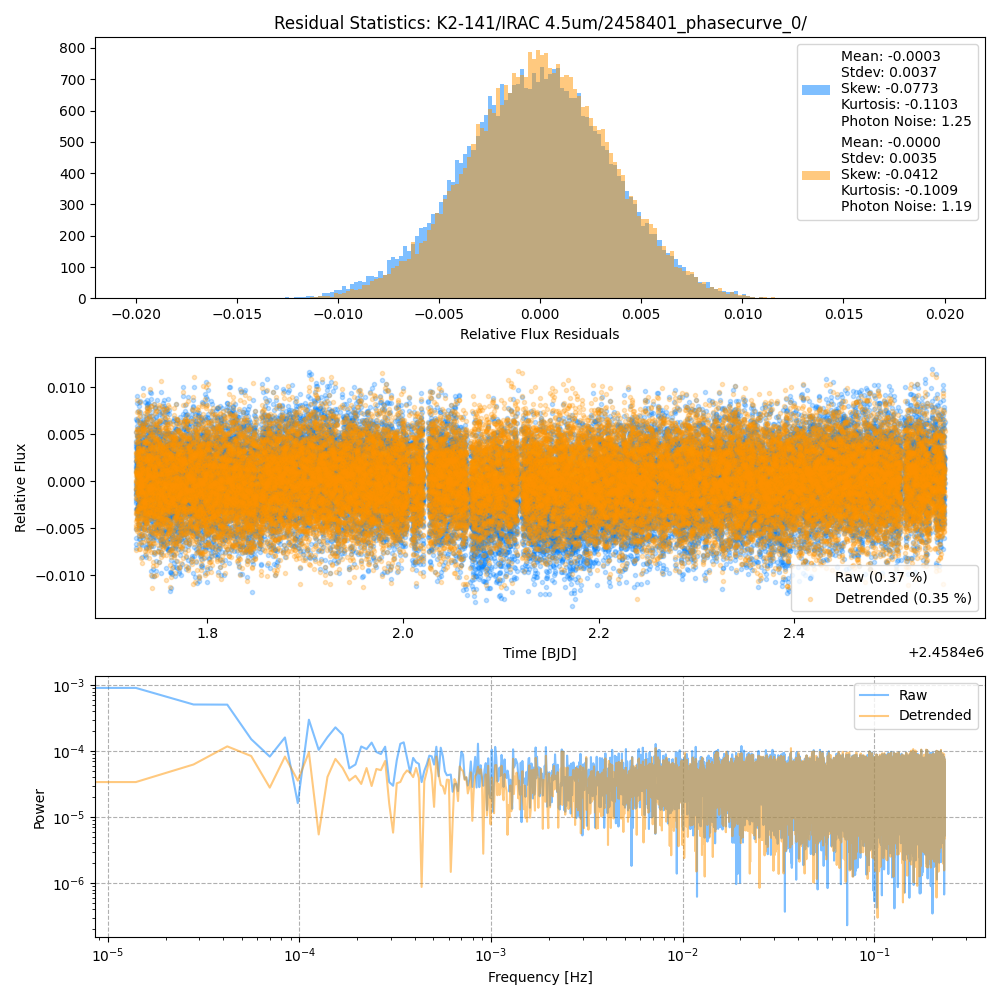 Residual Statistics: K2-141/IRAC 4.5um/2458401_phasecurve_0/
800
700
600
500
400
300
200
100
0
Mean: -0.0003
Stdev: 0.0037
Skew: -0.0773
Kurtosis: -0.1103
Photon Noise: 1.25
Mean: -0.0000
Stdev: 0.0035
Skew: -0.0412
Kurtosis: -0.1009
Photon Noise: 1.19
−0.020 −0.015 −0.010 −0.005 0.000 0.005 0.010 0.015 0.020
Relative Flux Residuals
0.010
0.005
0.000
−0.005
−0.010
Relative Flux
Raw (0.37 %)
Detrended (0.35 %)
1.8 2.0 2.2 2.4
Time [BJD]
+2.4584e6
10⁻³
10⁻⁴
10⁻⁵
10⁻⁶
Power
Raw
Detrended
10⁻⁵ 10⁻⁴ 10⁻³ 10⁻² 10⁻¹
Frequency [Hz]